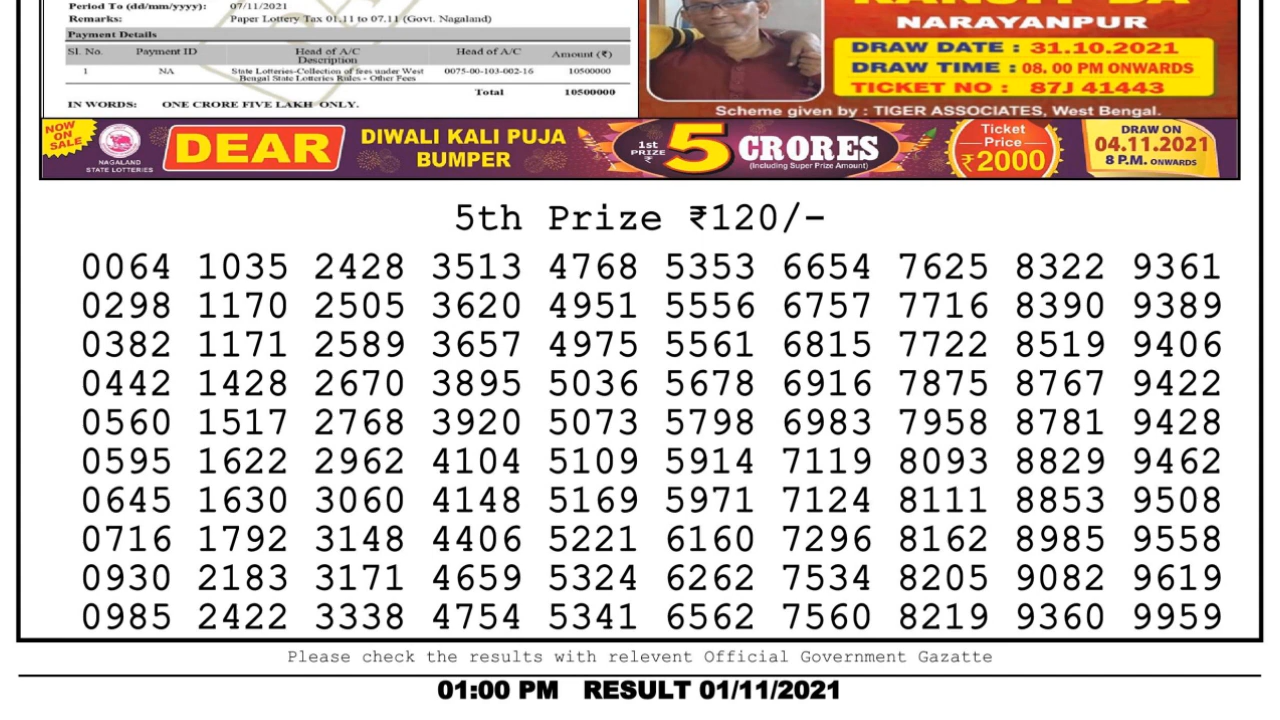 Period To (dd/mm/yyyy): 07/11/2021
Remarks: Paper Lottery Tax 01.11 to 07.11 (Govt. Nagaland)
Payment Details
Sl. No. Payment ID Head of A/C Description Head of A/C Amount (₹)
1 NA State Lotteries-Collection of fees under West Bengal State Lotteries Rules - Other Fees 0075-00-103-002-16 10500000
Total 10500000
IN WORDS: ONE CRORE FIVE LAKH ONLY.
NARAYANPUR
DRAW DATE : 31.10.2021
DRAW TIME : 08. 00 PM ONWARDS
TICKET NO : 87J 41443
Scheme given by : TIGER ASSOCIATES, West Bengal.
NOW ON SALE
NAGALAND STATE LOTTERIES
DEAR
DIWALI KALI PUJA
BUMPER
1st PRIZE ₹ 5 CRORES
(Including Super Prize Amount)
Ticket Price ₹2000
DRAW ON
04.11.2021
8 P.M. ONWARDS
5th Prize ₹120/-
0064 1035 2428 3513 4768 5353 6654 7625 8322 9361
0298 1170 2505 3620 4951 5556 6757 7716 8390 9389
0382 1171 2589 3657 4975 5561 6815 7722 8519 9406
0442 1428 2670 3895 5036 5678 6916 7875 8767 9422
0560 1517 2768 3920 5073 5798 6983 7958 8781 9428
0595 1622 2962 4104 5109 5914 7119 8093 8829 9462
0645 1630 3060 4148 5169 5971 7124 8111 8853 9508
0716 1792 3148 4406 5221 6160 7296 8162 8985 9558
0930 2183 3171 4659 5324 6262 7534 8205 9082 9619
0985 2422 3338 4754 5341 6562 7560 8219 9360 9959
Please check the results with relevent Official Government Gazatte
01:00 PM RESULT 01/11/2021